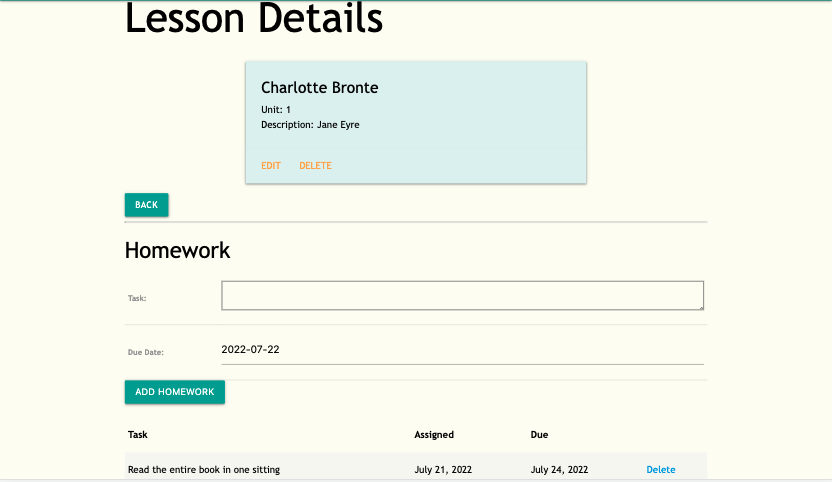 Lesson Details
Charlotte Bronte
Unit: 1
Description: Jane Eyre
EDIT DELETE
BACK
Homework
Task:
Due Date: 2022-07-22
ADD HOMEWORK
Task Assigned Due
Read the entire book in one sitting July 21, 2022 July 24, 2022 Delete